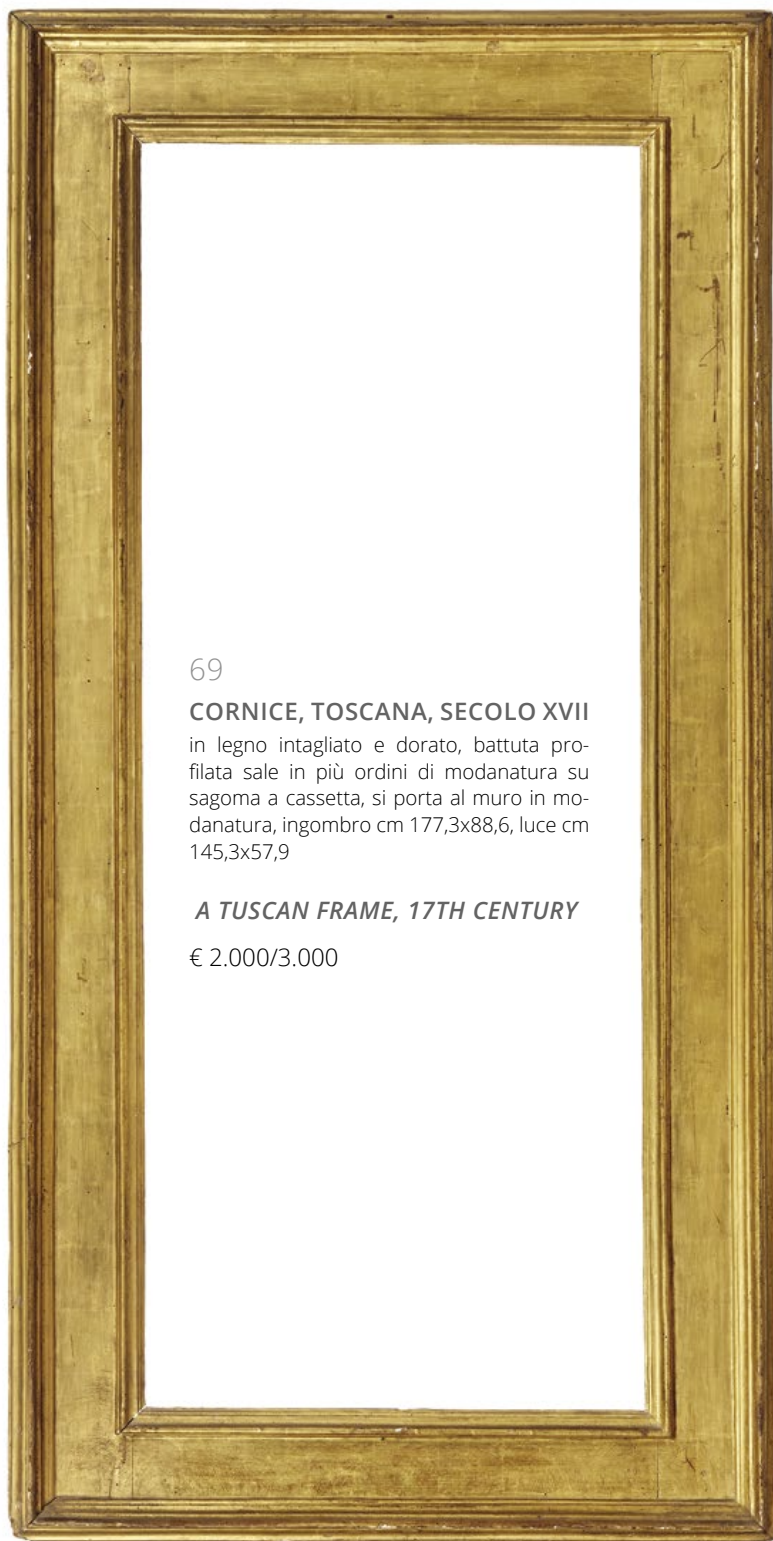 69
CORNICE, TOSCANA, SECOLO XVII
in legno intagliato e dorato, battuta pro-
filata sale in più ordini di modanatura su
sagoma a cassetta, si porta al muro in mo-
danatura, ingombro cm 177,3x88,6, luce cm
145,3x57,9
A TUSCAN FRAME, 17TH CENTURY
€ 2.000/3.000